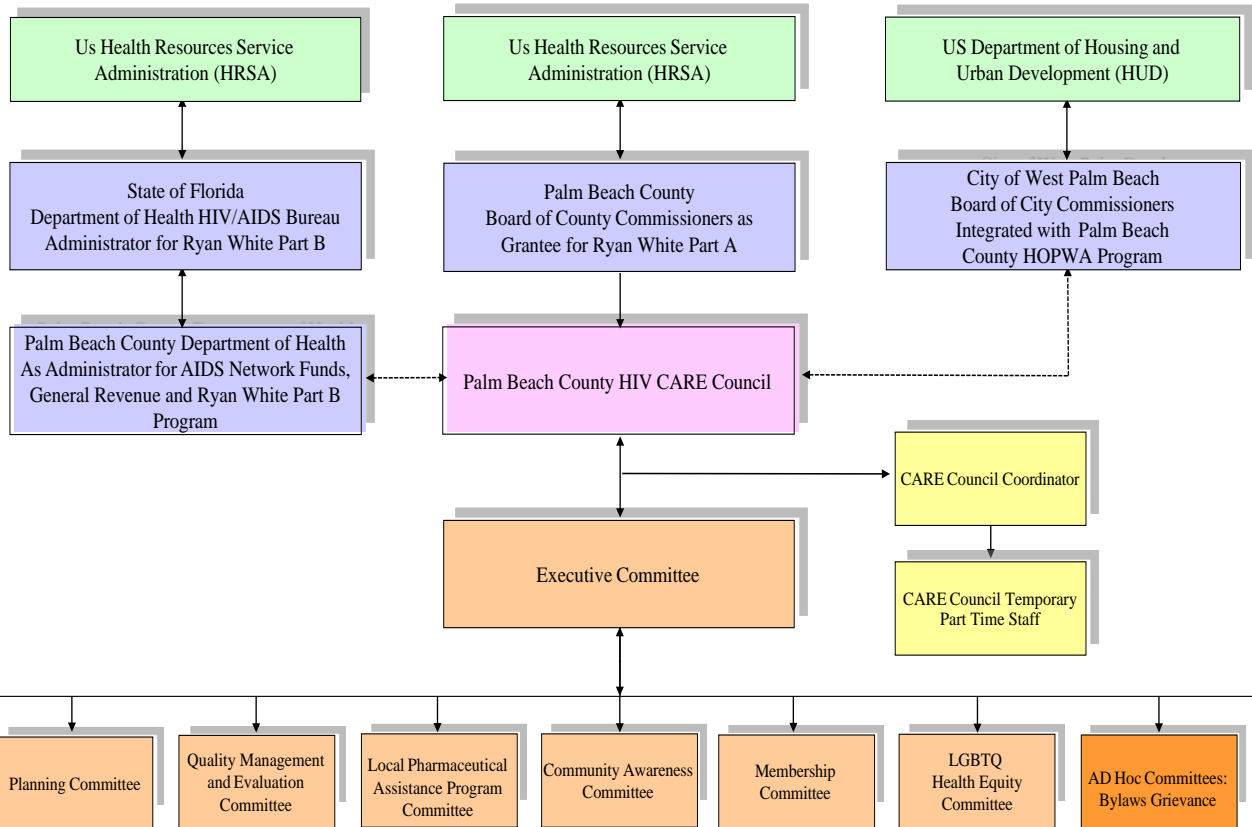 Us Health Resources Service
Administration (HRSA)
Us Health Resources Service
Administration (HRSA)
US Department of Housing and
Urban Development (HUD)
State of Florida
Department of Health HIV/AIDS Bureau
Administrator for Ryan White Part B
Palm Beach County
Board of County Commissioners as
Grantee for Ryan White Part A
City of West Palm Beach
Board of City Commissioners
Integrated with Palm Beach
County HOPWA Program
Palm Beach County Department of Health
As Administrator for AIDS Network Funds,
General Revenue and Ryan White Part B
Program
Palm Beach County HIV CARE Council
CARE Council Coordinator
Executive Committee
CARE Council Temporary
Part Time Staff
Planning Committee
Quality Management
and Evaluation
Committee
Local Pharmaceutical
Assistance Program
Committee
Community Awareness
Committee
Membership
Committee
LGBTQ
Health Equity
Committee
AD Hoc Committees:
Bylaws Grievance